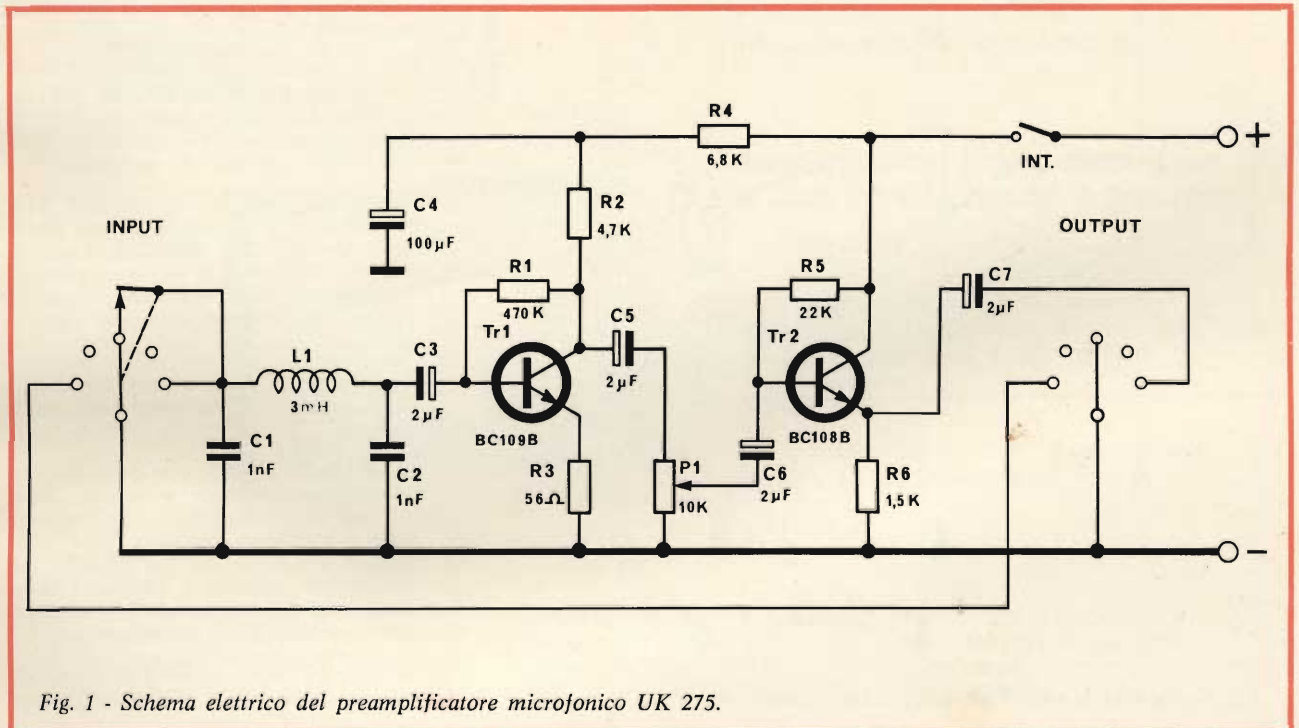 R4
6,8 K
INT.
+
INPUT
C4
100µF
R2
4,7K
OUTPUT
R1
470 K
Tr1
C5
2µF
R5
22K
Tr2
C7
2µF
L1
3mH
C3
2µF
BC109B
BC108B
C1
1nF
C2
1nF
R3
56Ω
P1
10K
C6
2µF
R6
1,5 K
−
Fig. 1 - Schema elettrico del preamplificatore microfonico UK 275.